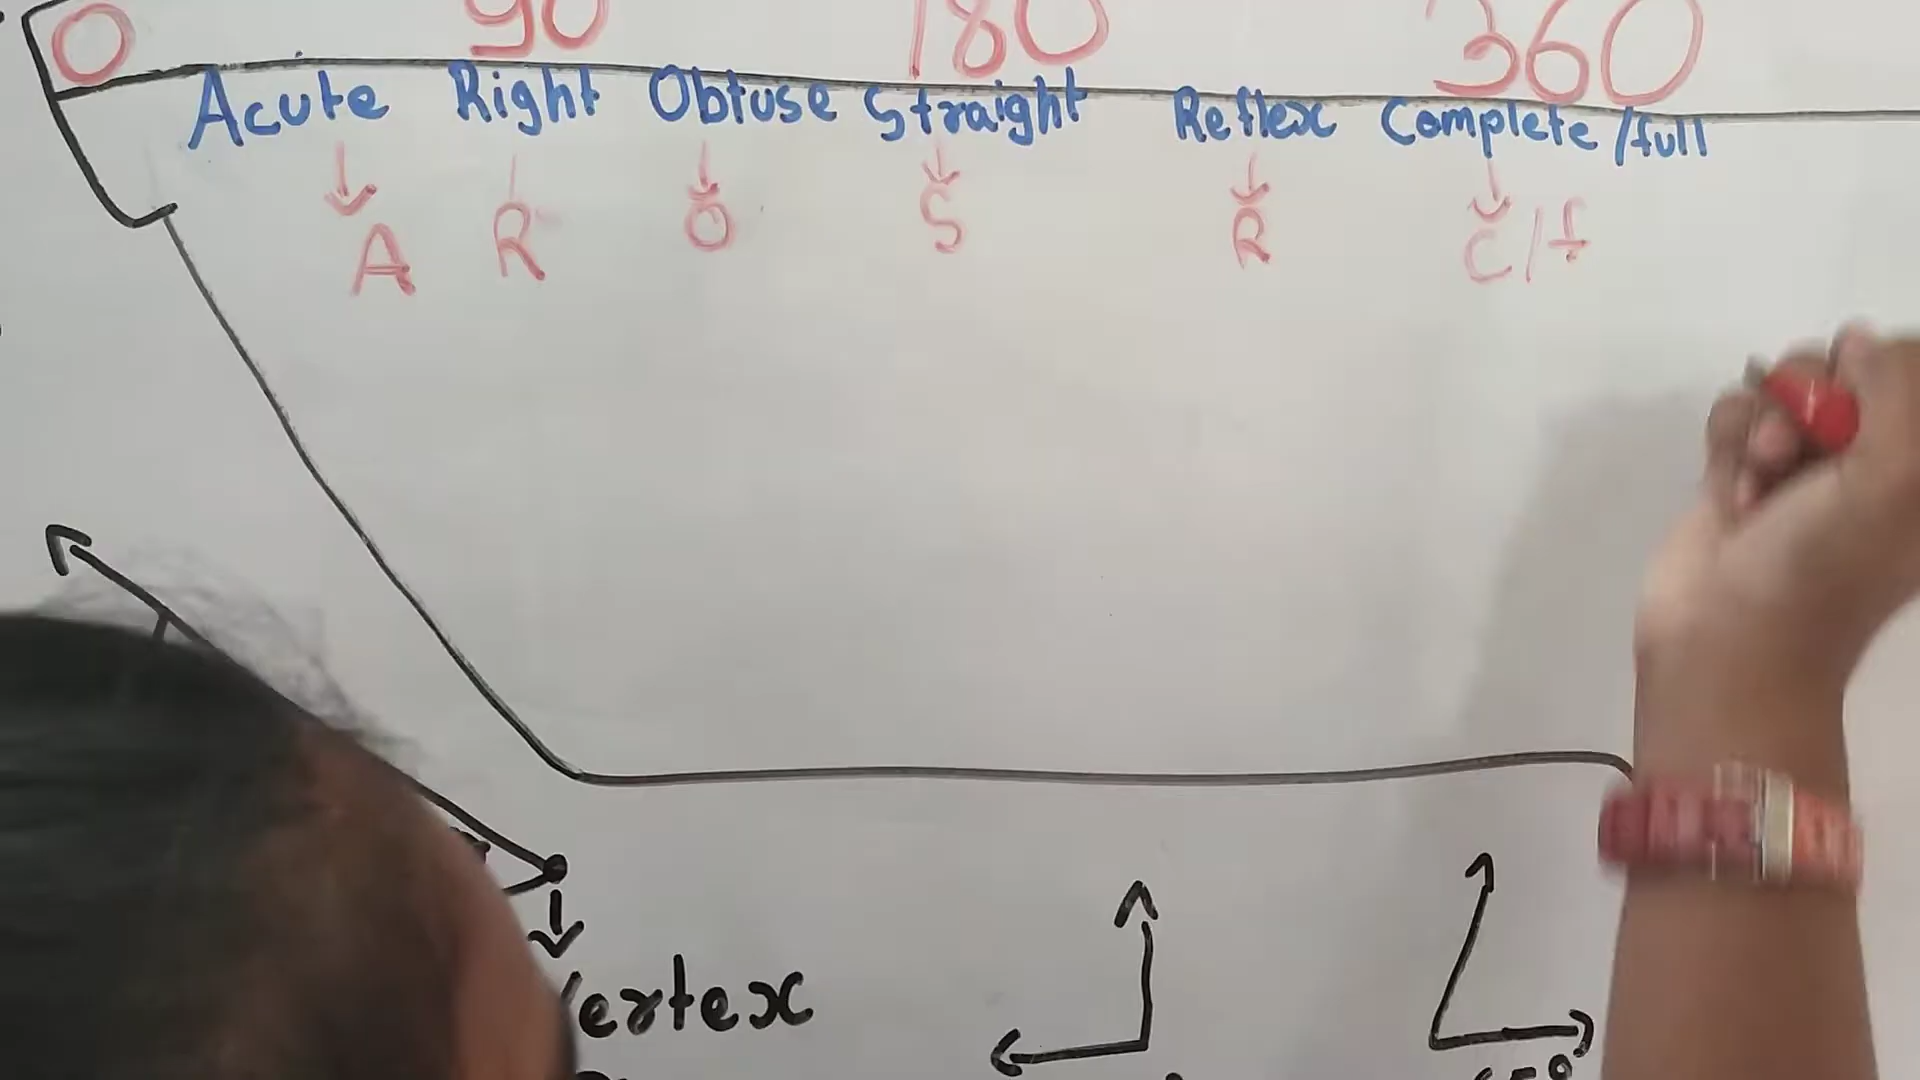 0 90 180 360
Acute Right Obtuse Straight Reflex Complete/full
A R O S R C/f
Vertex